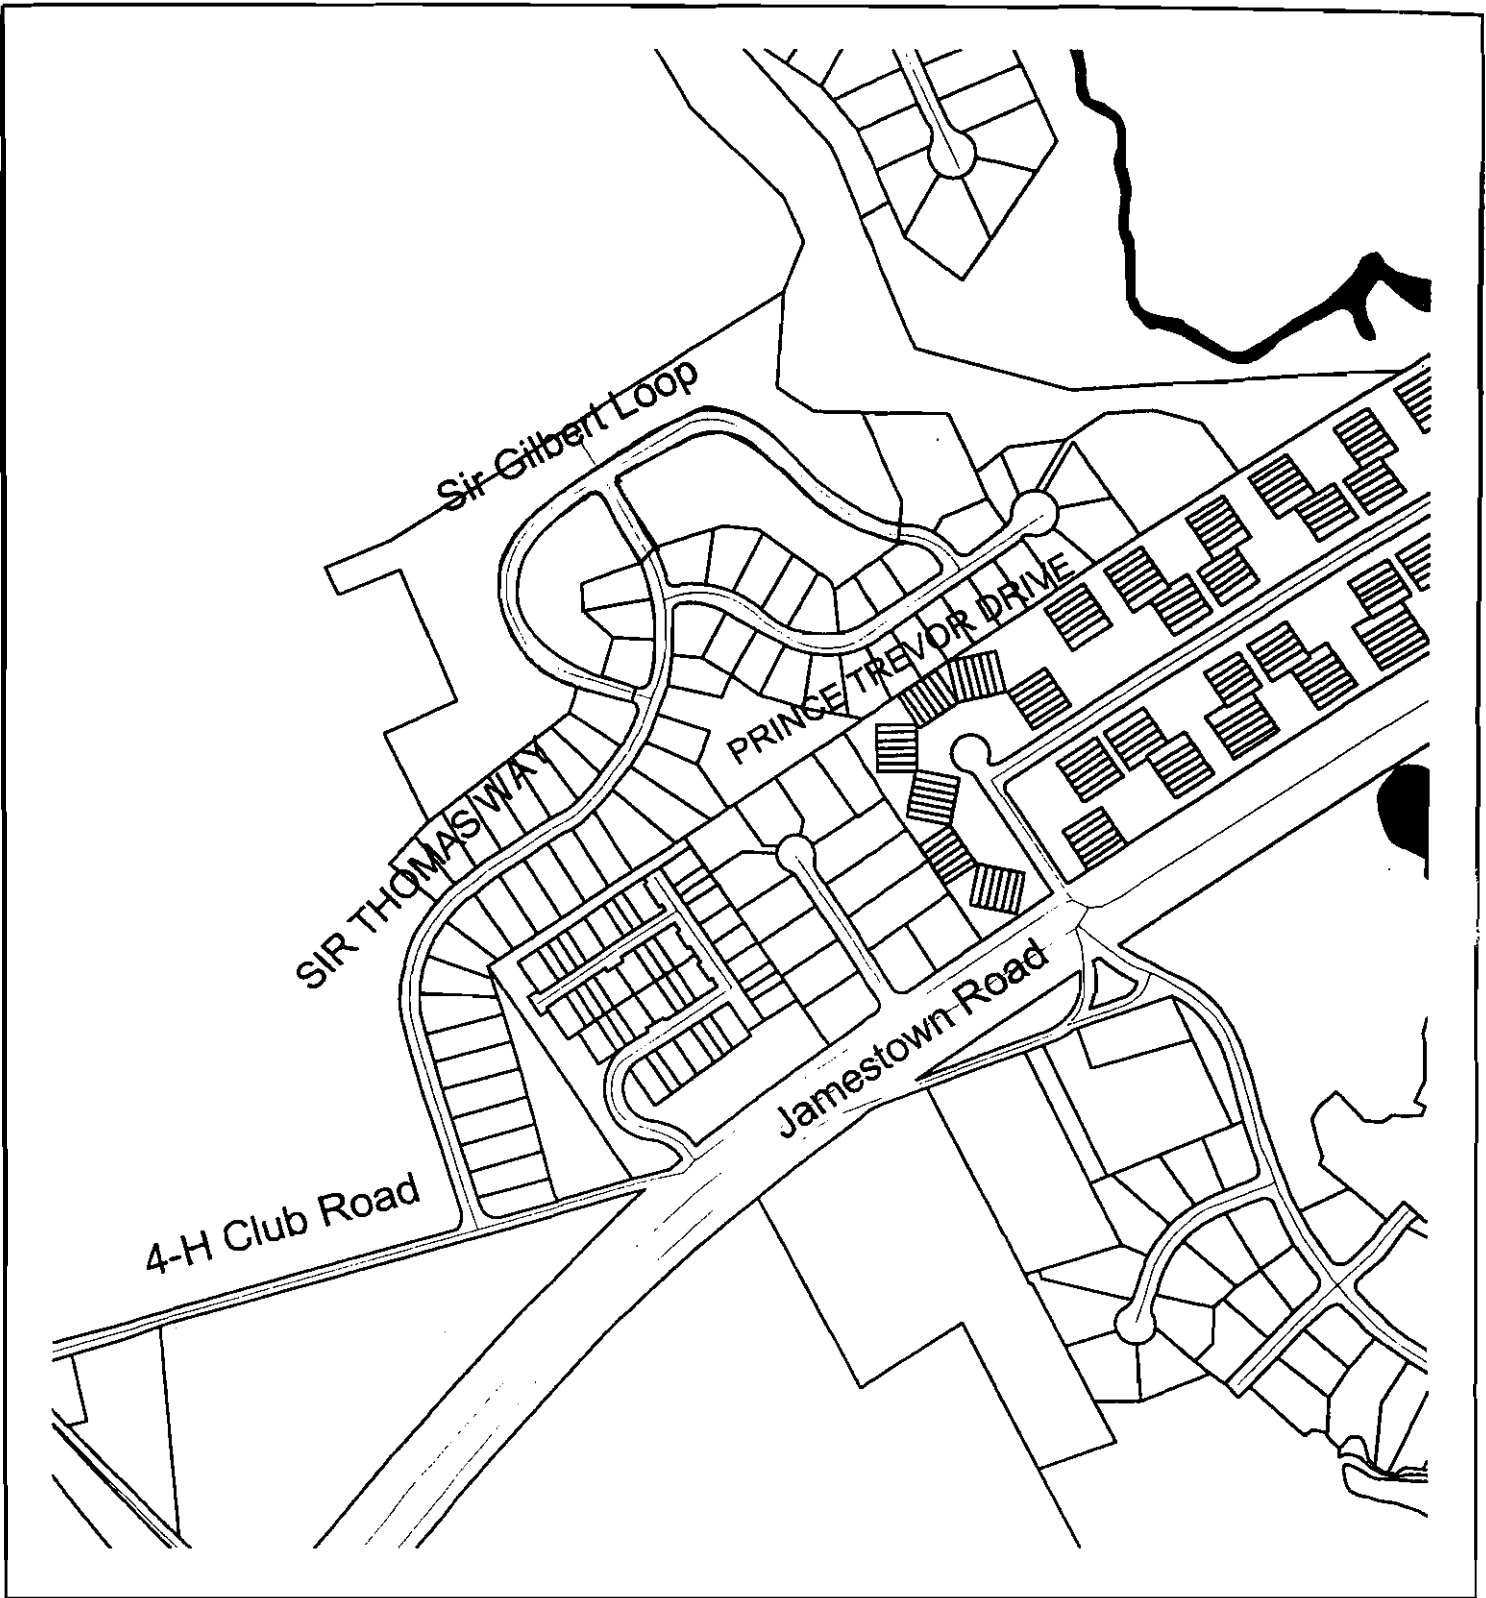 Sir Gilbert Loop
PRINCE TREVOR DRIVE
SIR THOMAS WAY
Jamestown Road
4-H Club Road